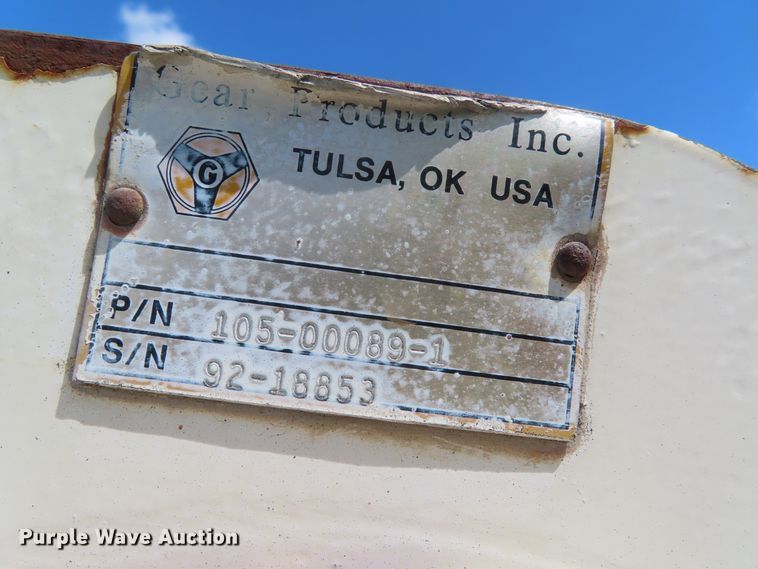 Gear Products Inc.
G
TULSA, OK USA
P/N 105-00089-1
S/N 92-18853
Purple Wave Auction